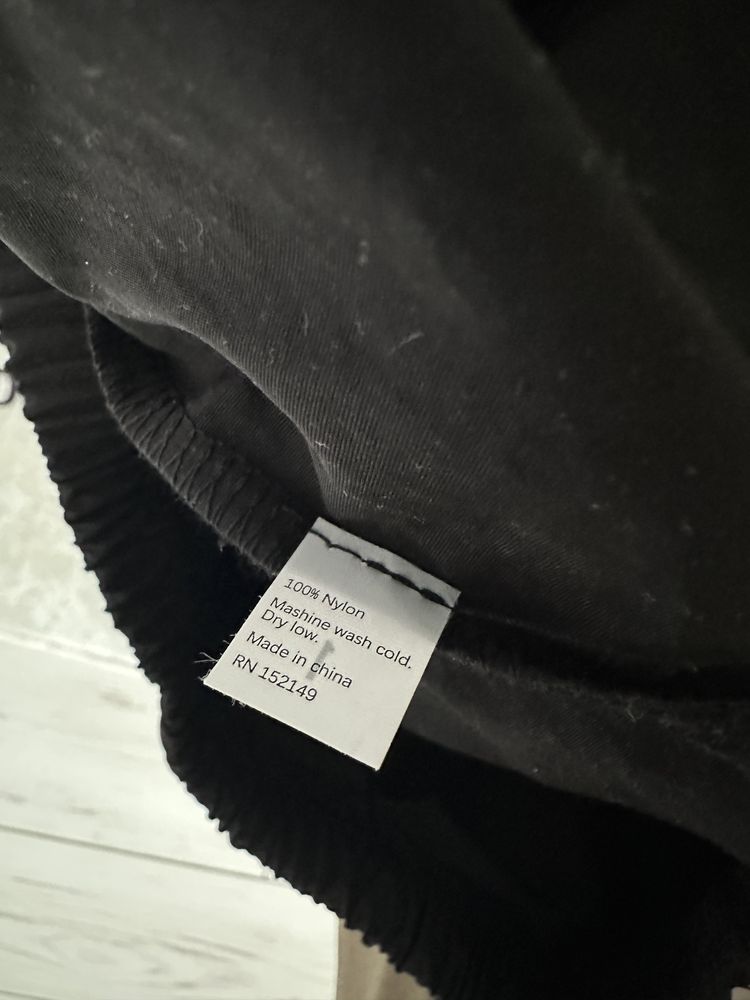 100% Nylon
Mashine wash cold.
Dry low.
Made in china
RN 152149